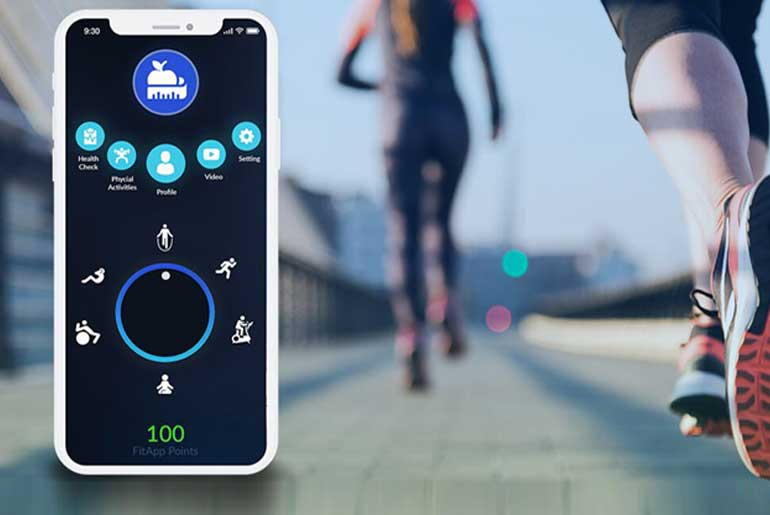 9:30
Health
Check
Phycial
Activities
Profile
Video
Setting
100
FitApp Points